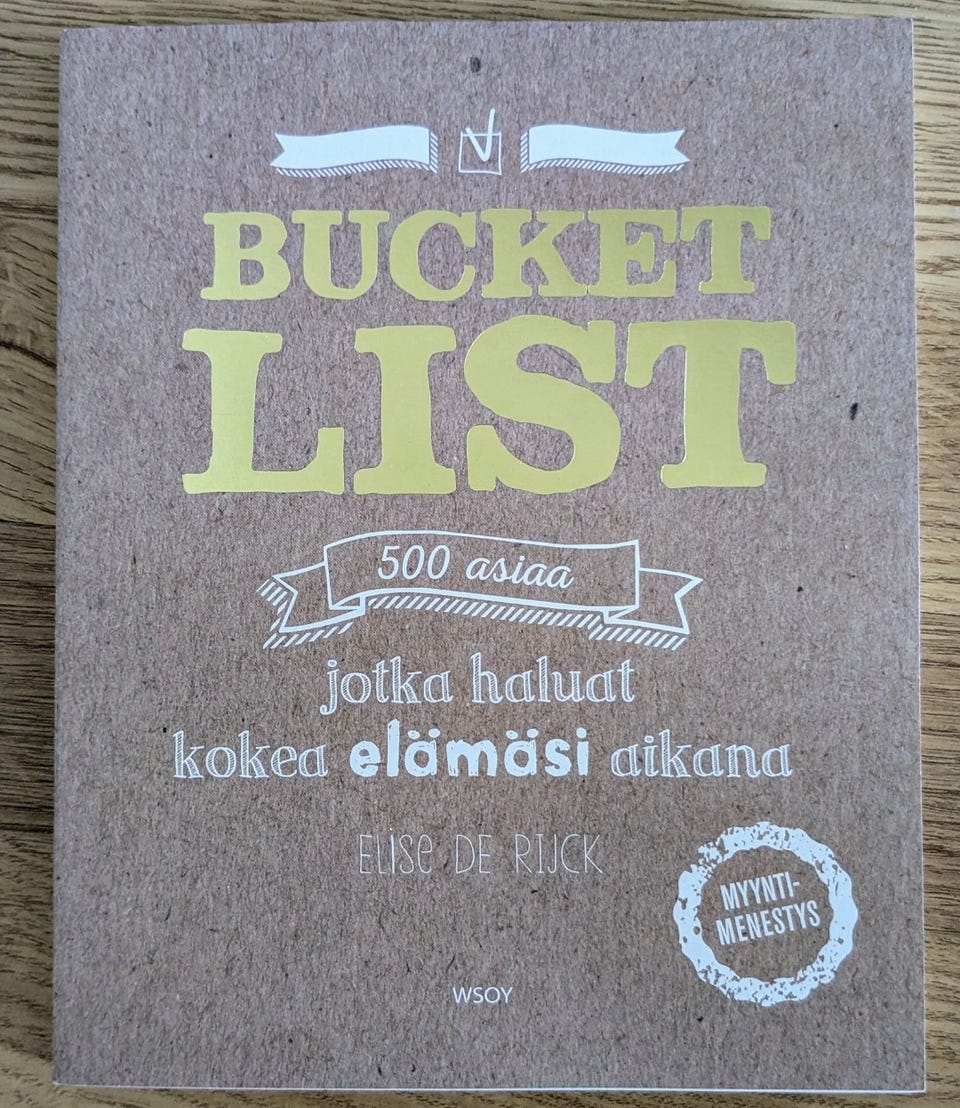 BUCKET
LIST
500 asiaa
jotka haluat
kokea elämäsi aikana
ELiSe DE RIJCK
MYYNTI-
MENESTYS
WSOY